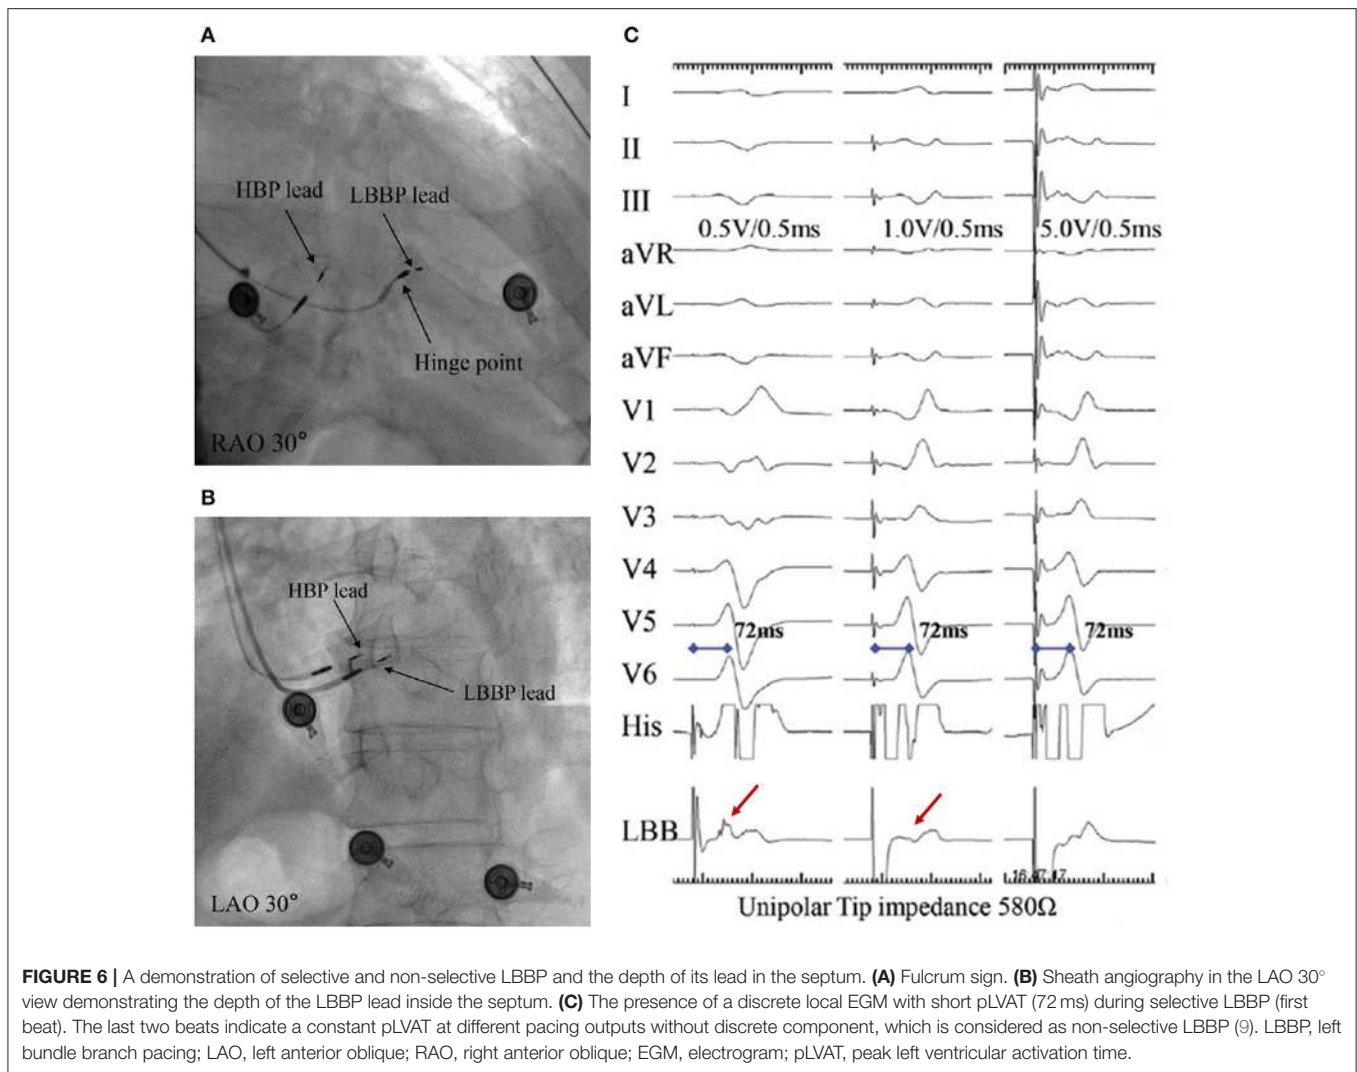 A
HBP lead
LBBP lead
Hinge point
RAO 30°
B
HBP lead
LBBP lead
LAO 30°
C
I
II
III
0.5V/0.5ms
1.0V/0.5ms
5.0V/0.5ms
aVR
aVL
aVF
V1
V2
V3
V4
V5
72ms
72ms
72ms
V6
His
LBB
Unipolar Tip impedance 580Ω
FIGURE 6 | A demonstration of selective and non-selective LBBP and the depth of its lead in the septum. (A) Fulcrum sign. (B) Sheath angiography in the LAO 30°
view demonstrating the depth of the LBBP lead inside the septum. (C) The presence of a discrete local EGM with short pLVAT (72 ms) during selective LBBP (first
beat). The last two beats indicate a constant pLVAT at different pacing outputs without discrete component, which is considered as non-selective LBBP (9). LBBP, left
bundle branch pacing; LAO, left anterior oblique; RAO, right anterior oblique; EGM, electrogram; pLVAT, peak left ventricular activation time.